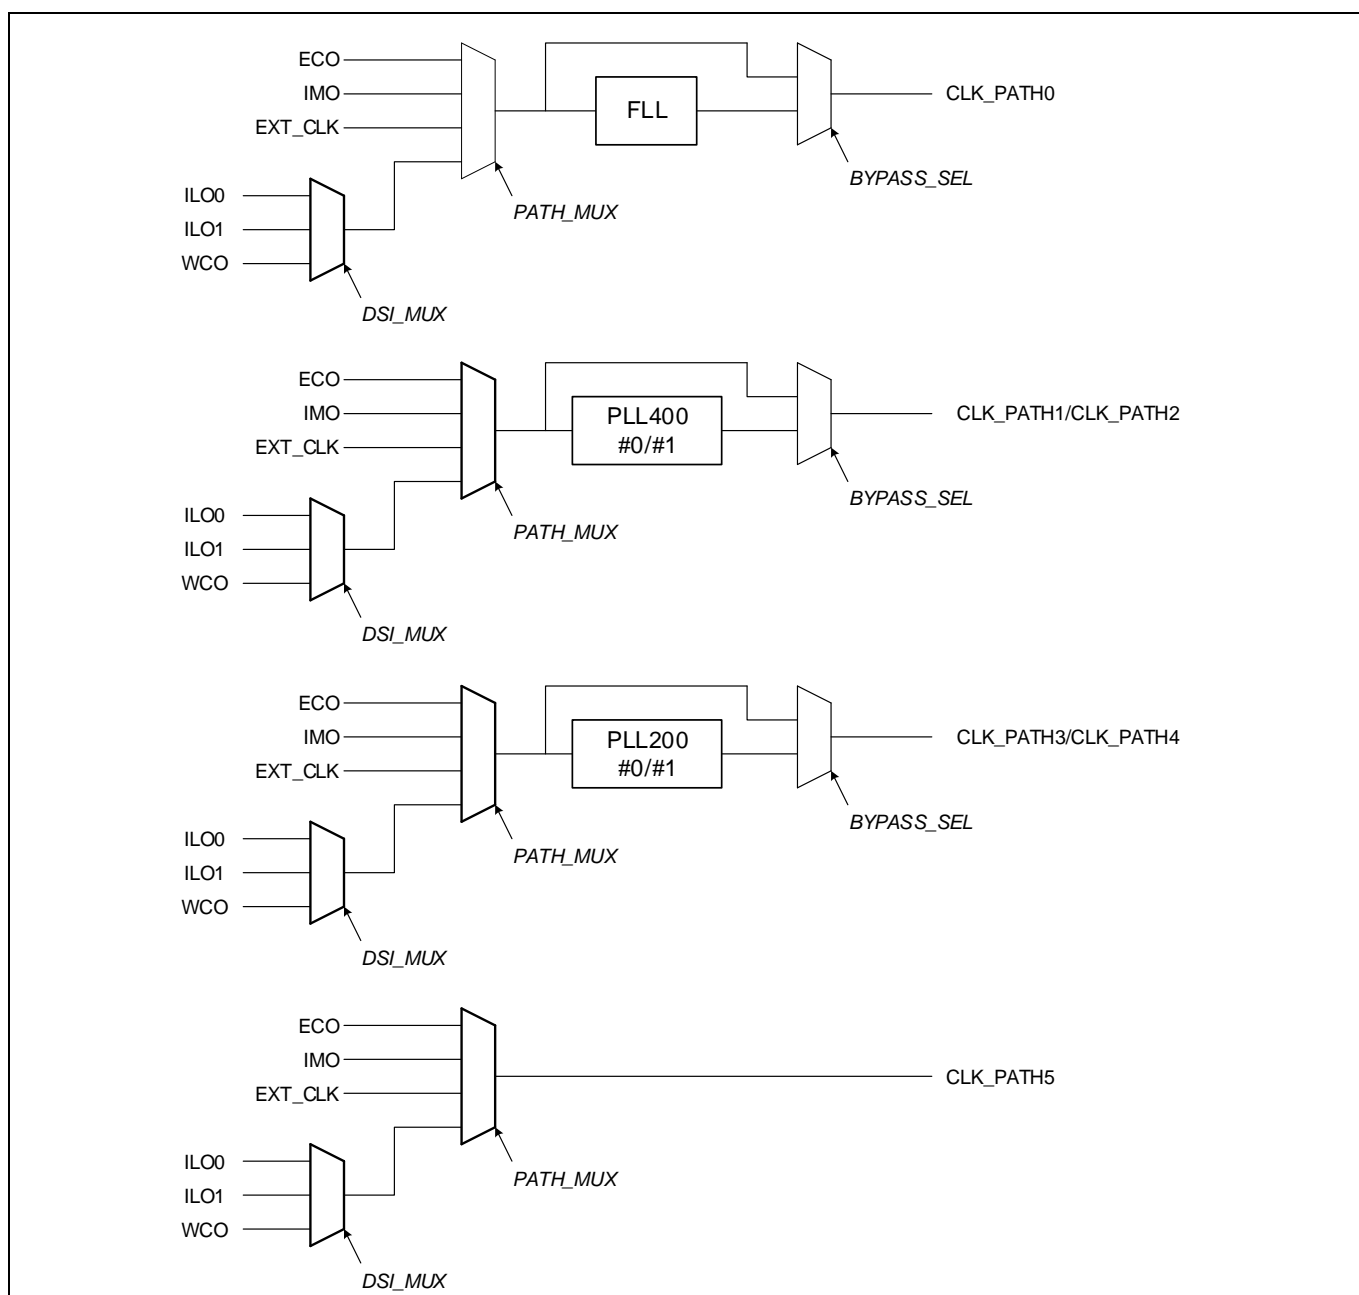 ECO
IMO
EXT_CLK
ILO0
ILO1
WCO
DSI_MUX
PATH_MUX
FLL
BYPASS_SEL
CLK_PATH0
ECO
IMO
EXT_CLK
ILO0
ILO1
WCO
DSI_MUX
PATH_MUX
PLL400
#0/#1
BYPASS_SEL
CLK_PATH1/CLK_PATH2
ECO
IMO
EXT_CLK
ILO0
ILO1
WCO
DSI_MUX
PATH_MUX
PLL200
#0/#1
BYPASS_SEL
CLK_PATH3/CLK_PATH4
ECO
IMO
EXT_CLK
ILO0
ILO1
WCO
DSI_MUX
PATH_MUX
CLK_PATH5